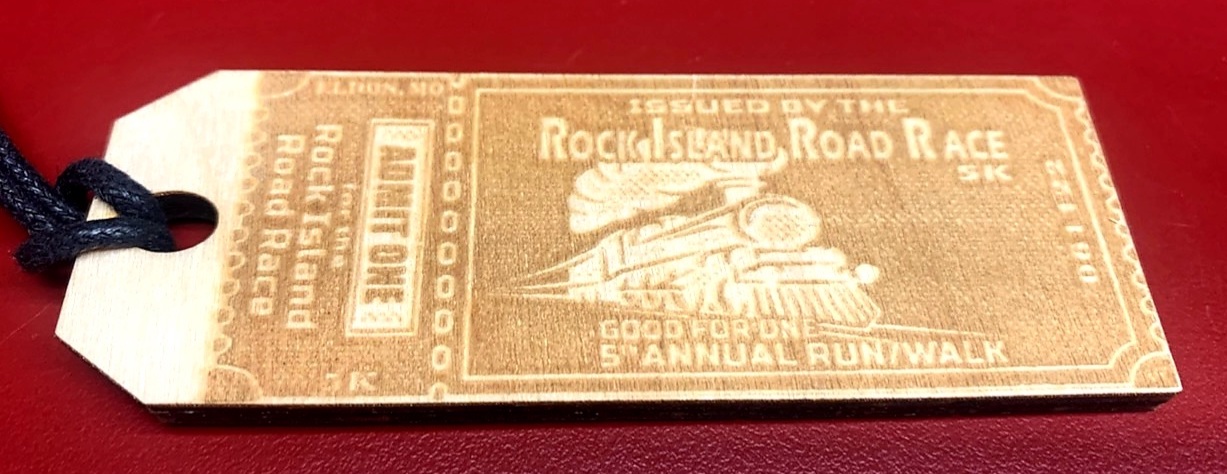 ELDON, MO
ADMIT ONE
for the
Rock Island
Road Race
5K
ISSUED BY THE
ROCK ISLAND ROAD RACE
5K
061122
GOOD FOR ONE
5TH ANNUAL RUN/WALK